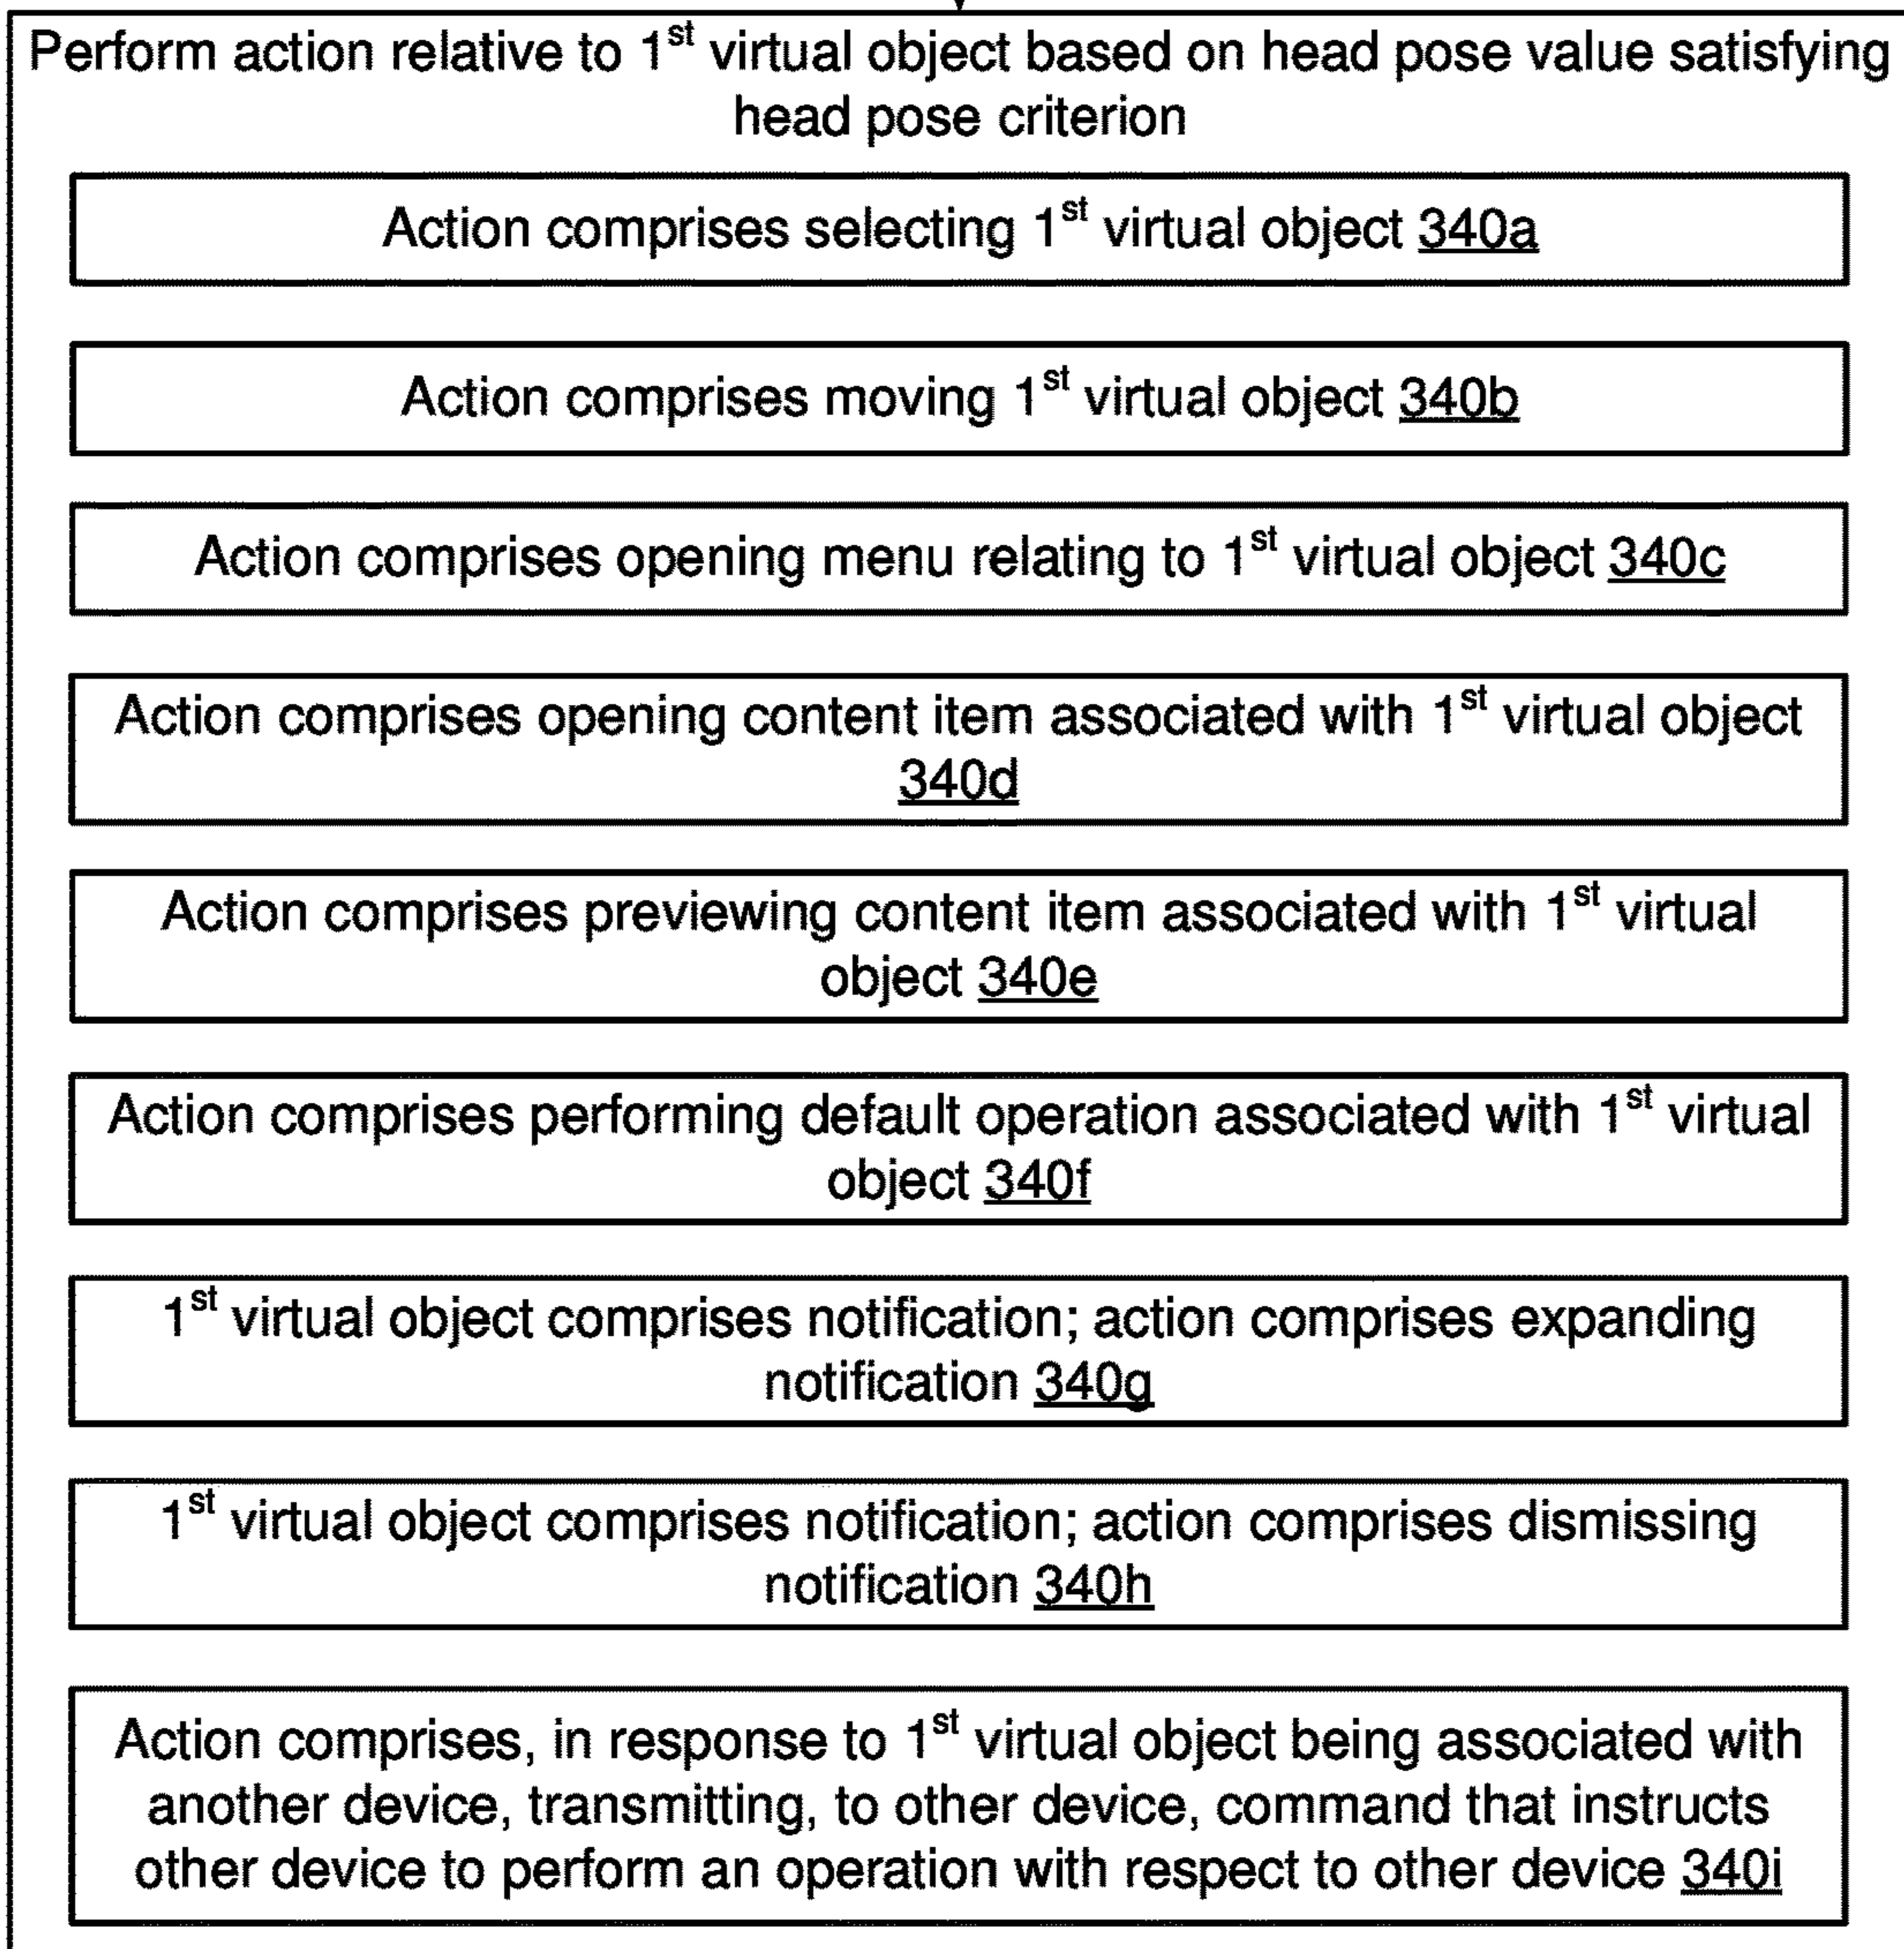 Perform action relative to 1st virtual object based on head pose value satisfying
head pose criterion
Action comprises selecting 1st virtual object 340a
Action comprises moving 1st virtual object 340b
Action comprises opening menu relating to 1st virtual object 340c
Action comprises opening content item associated with 1st virtual object
340d
Action comprises previewing content item associated with 1st virtual
object 340e
Action comprises performing default operation associated with 1st virtual
object 340f
1st virtual object comprises notification; action comprises expanding
notification 340g
1st virtual object comprises notification; action comprises dismissing
notification 340h
Action comprises, in response to 1st virtual object being associated with
another device, transmitting, to other device, command that instructs
other device to perform an operation with respect to other device 340i